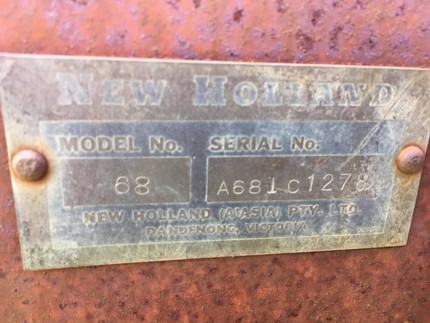 NEW HOLLAND
MODEL No. SERIAL No.
68 A681C1278
NEW HOLLAND (A'ASIA) PTY. LTD.
DANDENONG, VICTORIA